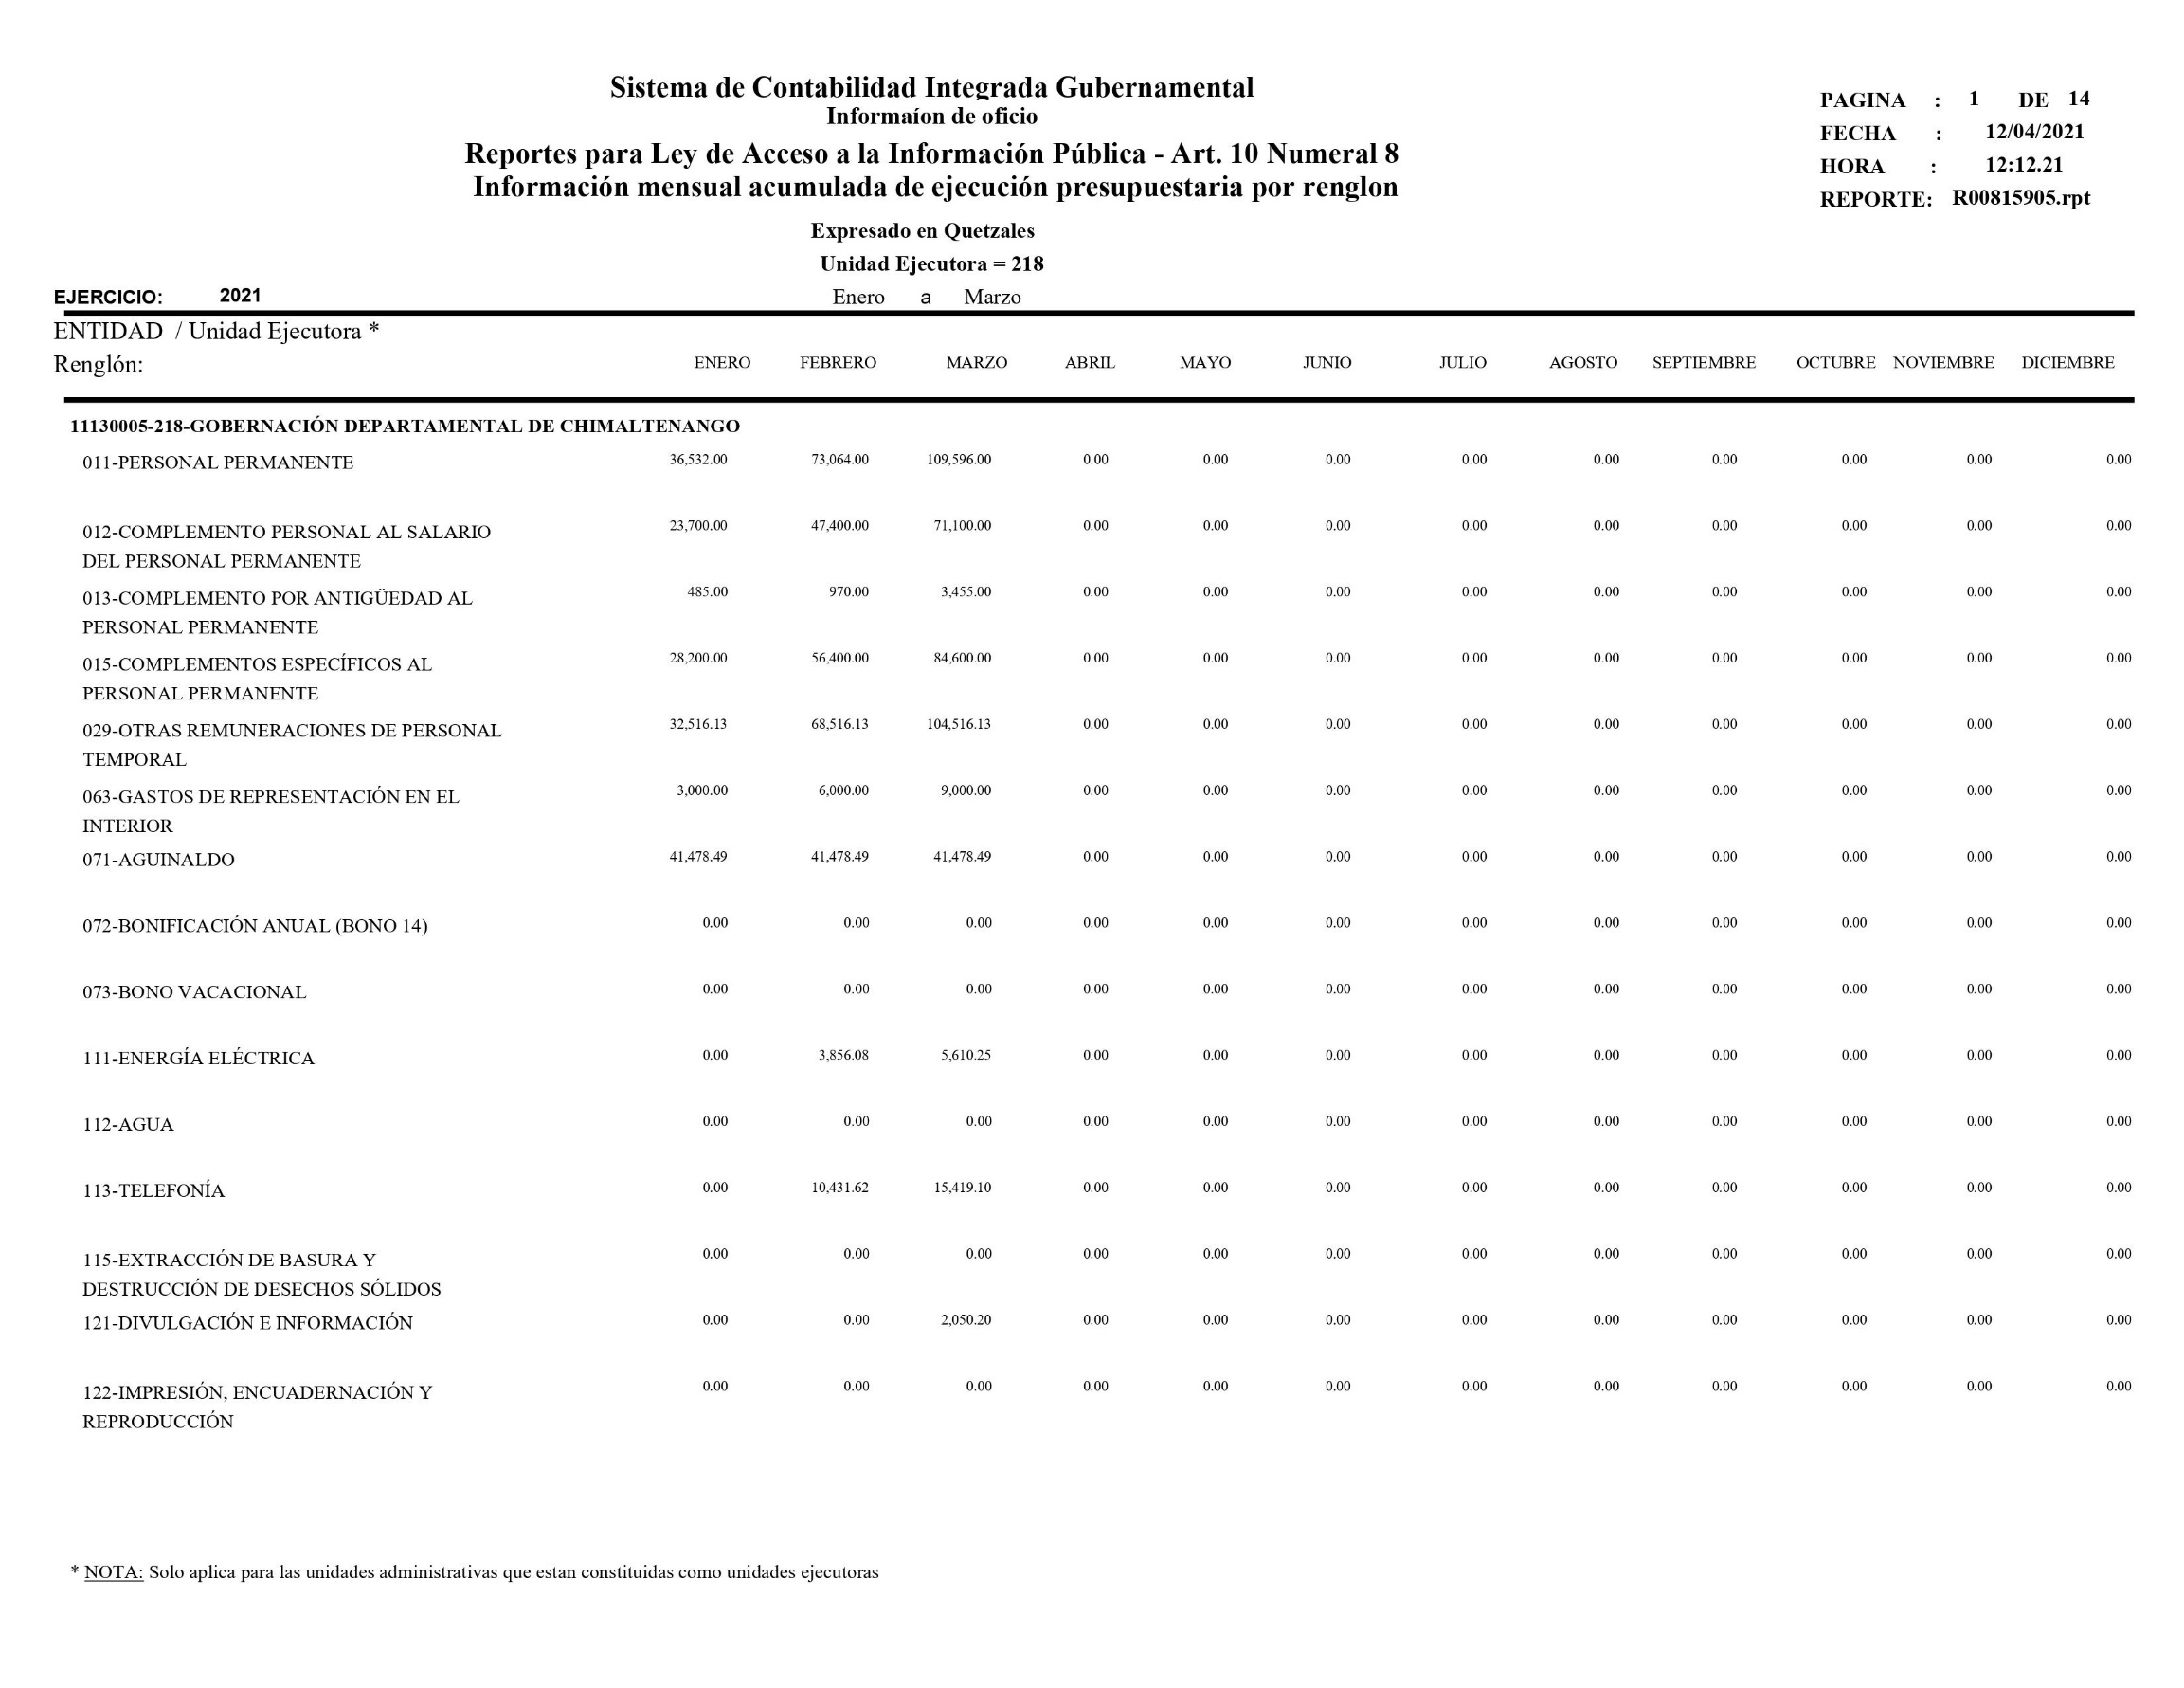 Sistema de Contabilidad Integrada Gubernamental
Informaíon de oficio
Reportes para Ley de Acceso a la Información Pública - Art. 10 Numeral 8
Información mensual acumulada de ejecución presupuestaria por renglon
Expresado en Quetzales
Unidad Ejecutora = 218
PAGINA : 1 DE 14
FECHA : 12/04/2021
HORA : 12:12.21
REPORTE: R00815905.rpt
EJERCICIO: 2021 Enero a Marzo
ENTIDAD / Unidad Ejecutora *
Renglón: ENERO FEBRERO MARZO ABRIL MAYO JUNIO JULIO AGOSTO SEPTIEMBRE OCTUBRE NOVIEMBRE DICIEMBRE
11130005-218-GOBERNACIÓN DEPARTAMENTAL DE CHIMALTENANGO
011-PERSONAL PERMANENTE 36,532.00 73,064.00 109,596.00 0.00 0.00 0.00 0.00 0.00 0.00 0.00 0.00 0.00
012-COMPLEMENTO PERSONAL AL SALARIO 23,700.00 47,400.00 71,100.00 0.00 0.00 0.00 0.00 0.00 0.00 0.00 0.00 0.00
DEL PERSONAL PERMANENTE
013-COMPLEMENTO POR ANTIGÜEDAD AL 485.00 970.00 3,455.00 0.00 0.00 0.00 0.00 0.00 0.00 0.00 0.00 0.00
PERSONAL PERMANENTE
015-COMPLEMENTOS ESPECÍFICOS AL 28,200.00 56,400.00 84,600.00 0.00 0.00 0.00 0.00 0.00 0.00 0.00 0.00 0.00
PERSONAL PERMANENTE
029-OTRAS REMUNERACIONES DE PERSONAL 32,516.13 68,516.13 104,516.13 0.00 0.00 0.00 0.00 0.00 0.00 0.00 0.00 0.00
TEMPORAL
063-GASTOS DE REPRESENTACIÓN EN EL 3,000.00 6,000.00 9,000.00 0.00 0.00 0.00 0.00 0.00 0.00 0.00 0.00 0.00
INTERIOR
071-AGUINALDO 41,478.49 41,478.49 41,478.49 0.00 0.00 0.00 0.00 0.00 0.00 0.00 0.00 0.00
072-BONIFICACIÓN ANUAL (BONO 14) 0.00 0.00 0.00 0.00 0.00 0.00 0.00 0.00 0.00 0.00 0.00 0.00
073-BONO VACACIONAL 0.00 0.00 0.00 0.00 0.00 0.00 0.00 0.00 0.00 0.00 0.00 0.00
111-ENERGÍA ELÉCTRICA 0.00 3,856.08 5,610.25 0.00 0.00 0.00 0.00 0.00 0.00 0.00 0.00 0.00
112-AGUA 0.00 0.00 0.00 0.00 0.00 0.00 0.00 0.00 0.00 0.00 0.00 0.00
113-TELEFONÍA 0.00 10,431.62 15,419.10 0.00 0.00 0.00 0.00 0.00 0.00 0.00 0.00 0.00
115-EXTRACCIÓN DE BASURA Y 0.00 0.00 0.00 0.00 0.00 0.00 0.00 0.00 0.00 0.00 0.00 0.00
DESTRUCCIÓN DE DESECHOS SÓLIDOS
121-DIVULGACIÓN E INFORMACIÓN 0.00 0.00 2,050.20 0.00 0.00 0.00 0.00 0.00 0.00 0.00 0.00 0.00
122-IMPRESIÓN, ENCUADERNACIÓN Y 0.00 0.00 0.00 0.00 0.00 0.00 0.00 0.00 0.00 0.00 0.00 0.00
REPRODUCCIÓN
* NOTA: Solo aplica para las unidades administrativas que estan constituidas como unidades ejecutoras